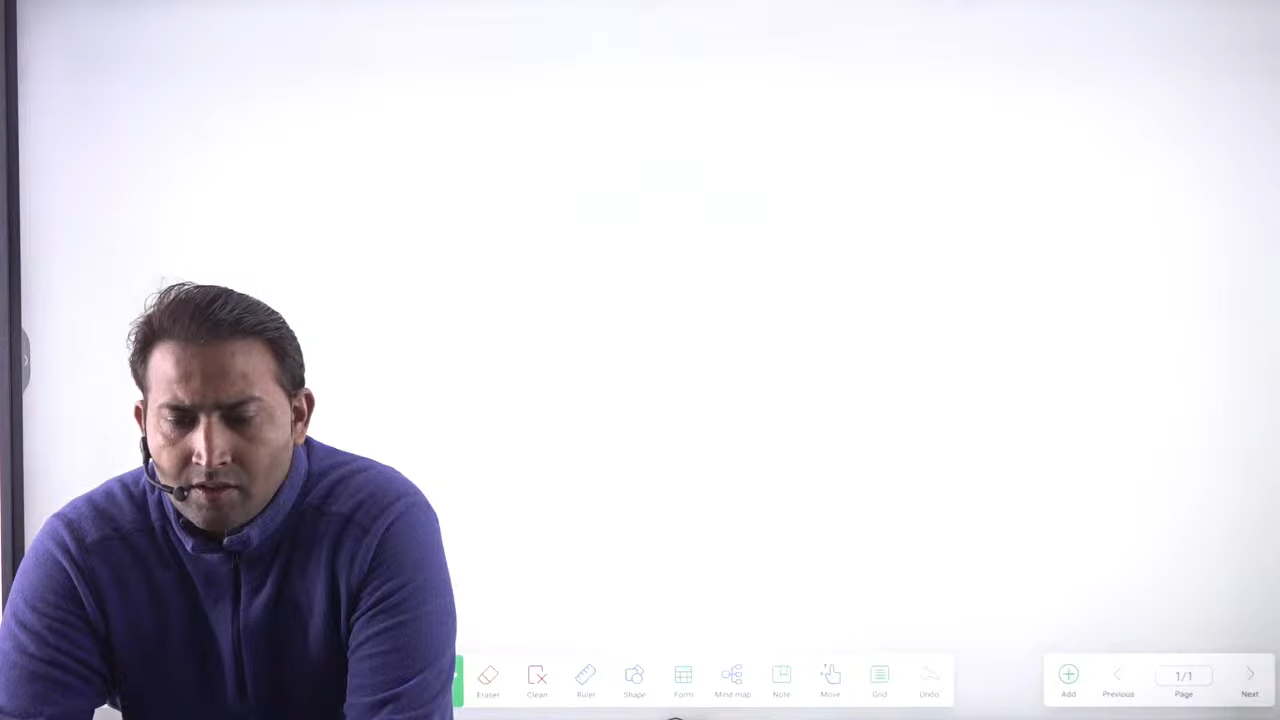 Eraser Clean Ruler Shape Form Mind map Note Move Grid Undo
Add Previous 1/1 Page Next